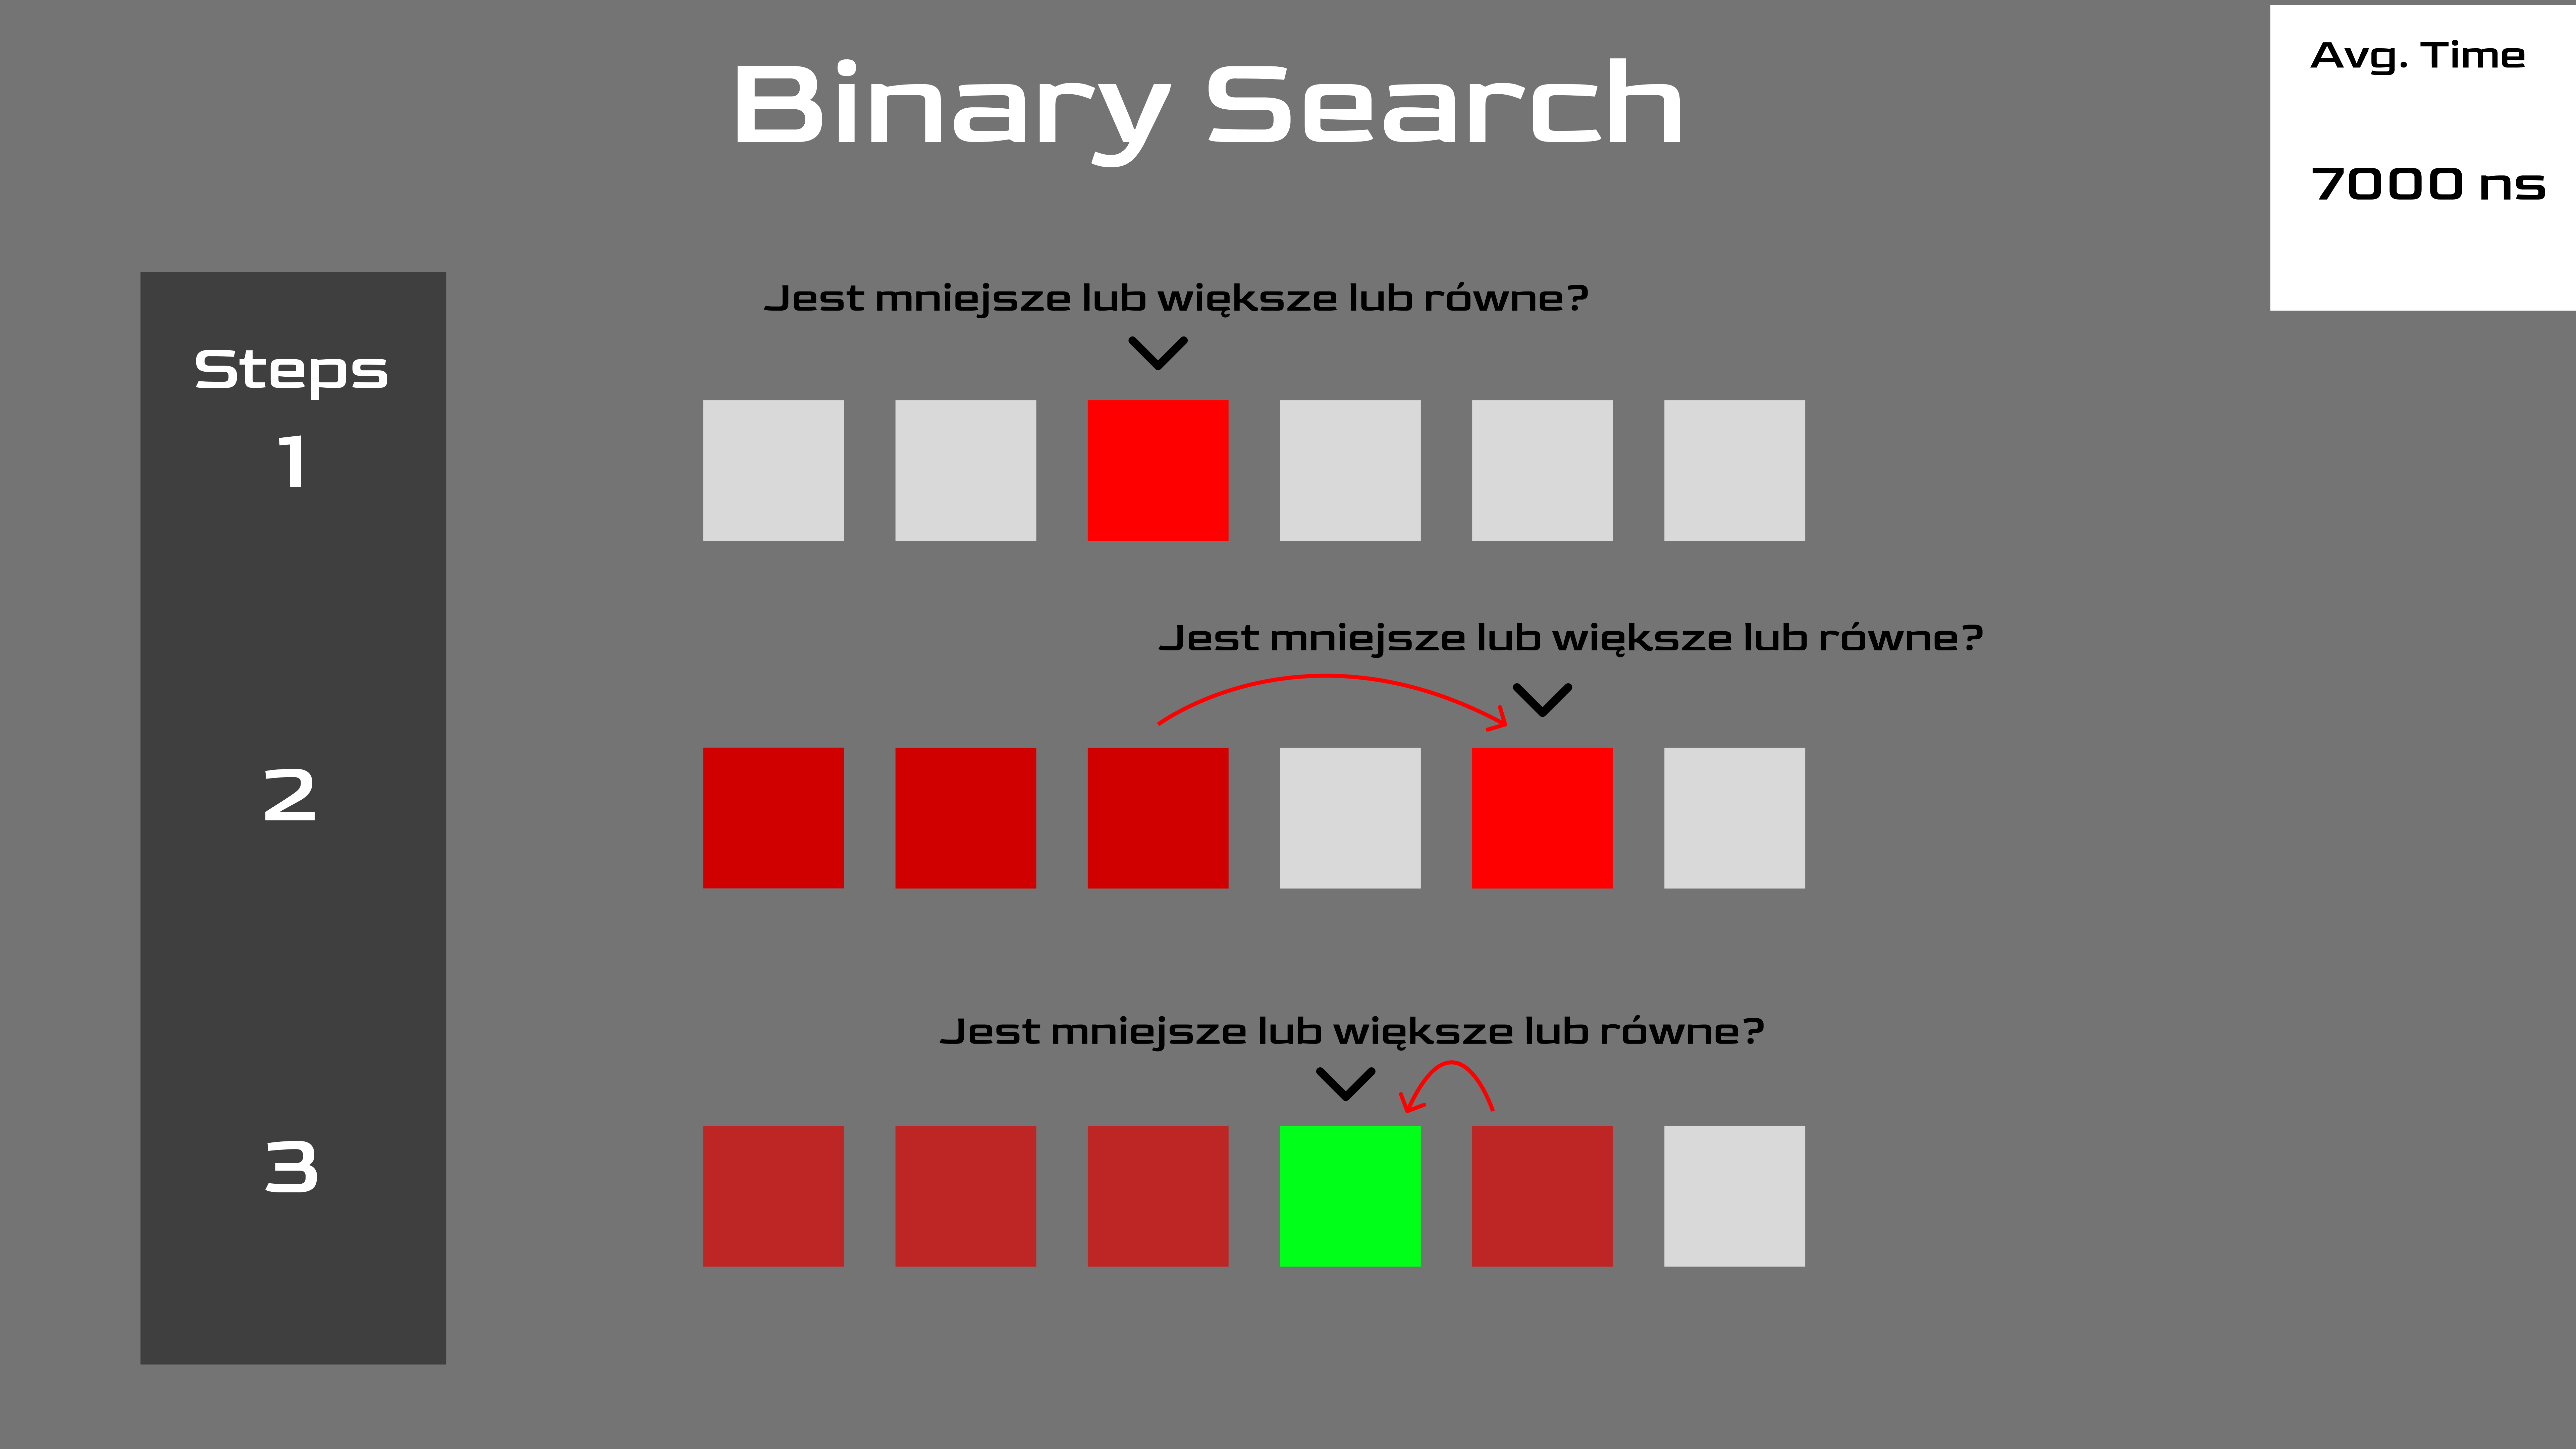 Binary Search
Avg. Time
7000 ns
Steps
Jest mniejsze lub większe lub równe?
1
Jest mniejsze lub większe lub równe?
2
Jest mniejsze lub większe lub równe?
3